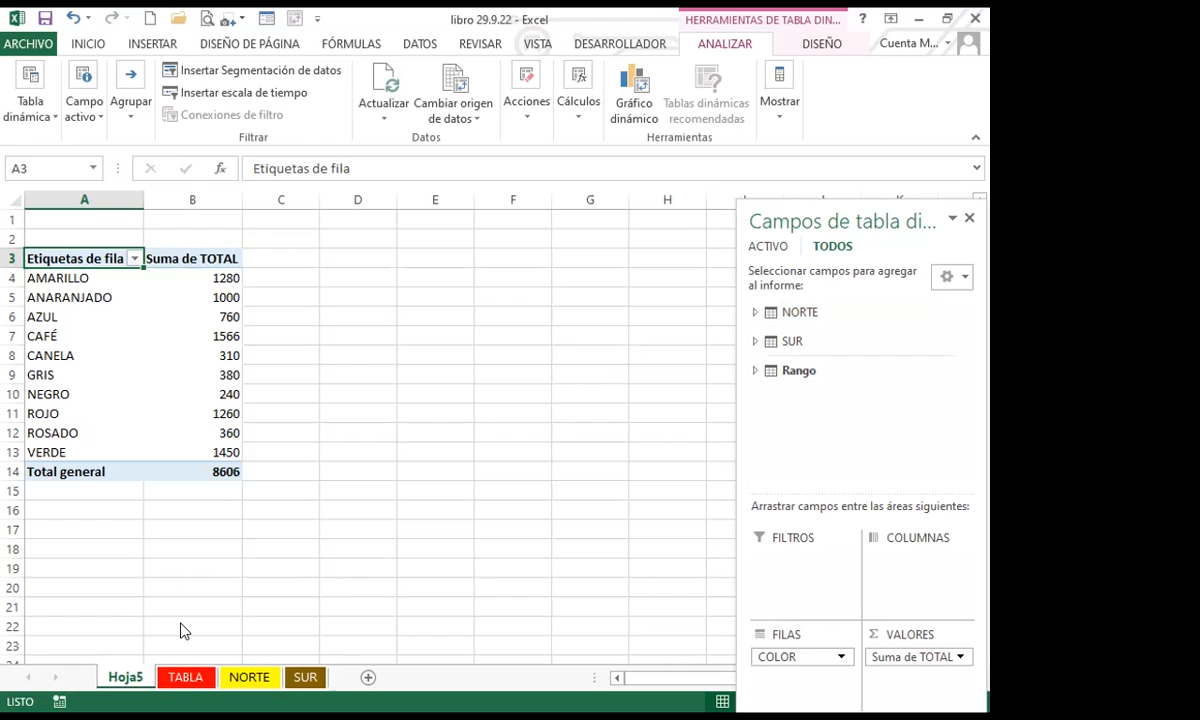 libro 29.9.22 - Excel
HERRAMIENTAS DE TABLA DIN...
ARCHIVO INICIO INSERTAR DISEÑO DE PÁGINA FÓRMULAS DATOS REVISAR VISTA DESARROLLADOR ANALIZAR DISEÑO Cuenta M...
Tabla dinámica
Campo activo
Agrupar
Insertar Segmentación de datos
Insertar escala de tiempo
Conexiones de filtro
Filtrar
Actualizar
Cambiar origen de datos
Datos
Acciones
Cálculos
Gráfico dinámico
Tablas dinámicas recomendadas
Herramientas
Mostrar
A3 fx Etiquetas de fila
A B C D E F G H
1
2
3 Etiquetas de fila Suma de TOTAL
4 AMARILLO 1280
5 ANARANJADO 1000
6 AZUL 760
7 CAFÉ 1566
8 CANELA 310
9 GRIS 380
10 NEGRO 240
11 ROJO 1260
12 ROSADO 360
13 VERDE 1450
14 Total general 8606
15
16
17
18
19
20
21
22
23
Campos de tabla di...
ACTIVO TODOS
Seleccionar campos para agregar
al informe:
NORTE
SUR
Rango
Arrastrar campos entre las áreas siguientes:
FILTROS COLUMNAS
FILAS Σ VALORES
COLOR Suma de TOTAL
Hoja5 TABLA NORTE SUR
LISTO